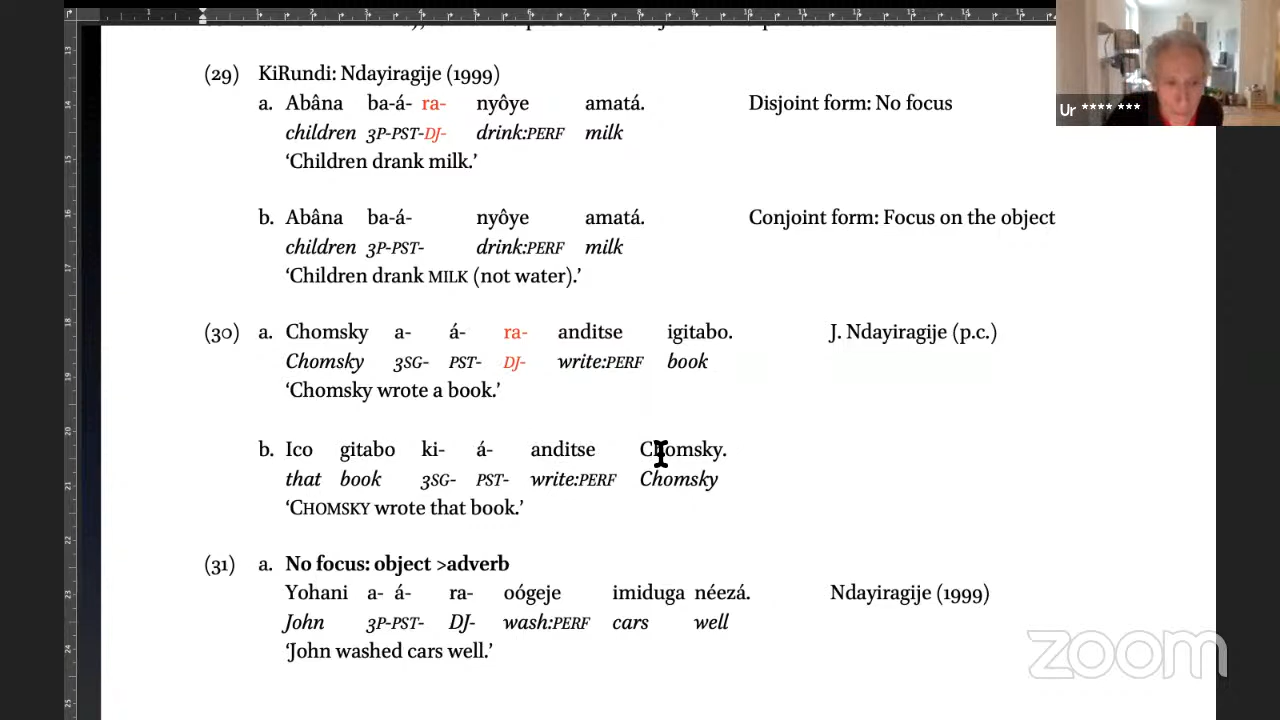 (29) KiRundi: Ndayiragije (1999)
a. Abâna ba-á- ra- nyôye amatá. Disjoint form: No focus
children 3P-PST-DJ- drink:PERF milk
‘Children drank milk.’
b. Abâna ba-á- nyôye amatá. Conjoint form: Focus on the object
children 3P-PST- drink:PERF milk
‘Children drank MILK (not water).’
(30) a. Chomsky a- á- ra- anditse igitabo. J. Ndayiragije (p.c.)
Chomsky 3SG- PST- DJ- write:PERF book
‘Chomsky wrote a book.’
b. Ico gitabo ki- á- anditse Chomsky.
that book 3SG- PST- write:PERF Chomsky
‘CHOMSKY wrote that book.’
(31) a. No focus: object >adverb
Yohani a- á- ra- oógeje imiduga néezá. Ndayiragije (1999)
John 3P-PST- DJ- wash:PERF cars well
‘John washed cars well.’
Ur **** ***
zoom